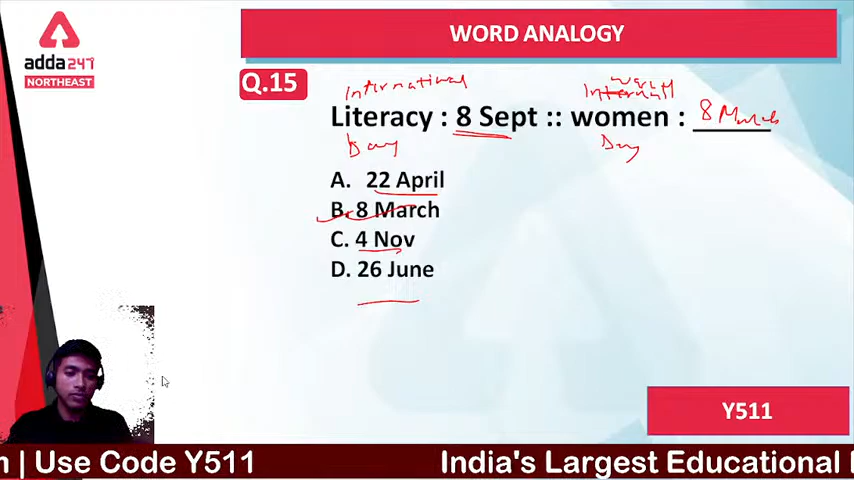 WORD ANALOGY
adda247
NORTHEAST
Q.15
International
Literacy : 8 Sept :: women : 8 March
Day Day
A. 22 April
B. 8 March
C. 4 Nov
D. 26 June
Y511
n | Use Code Y511 India's Largest Educational